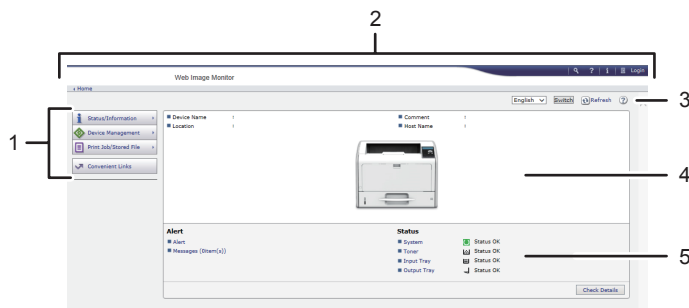 2
Web Image Monitor
? | i | Login
Home
English Switch Refresh ? 3
1
Status/Information
Device Management
Print Job/Stored File
Convenient Links
Device Name : Comment :
Location : Host Name :
4
Alert Status
Alert System Status OK
Messages (0item(s)) Toner Status OK
Input Tray Status OK
Output Tray Status OK
5
Check Details